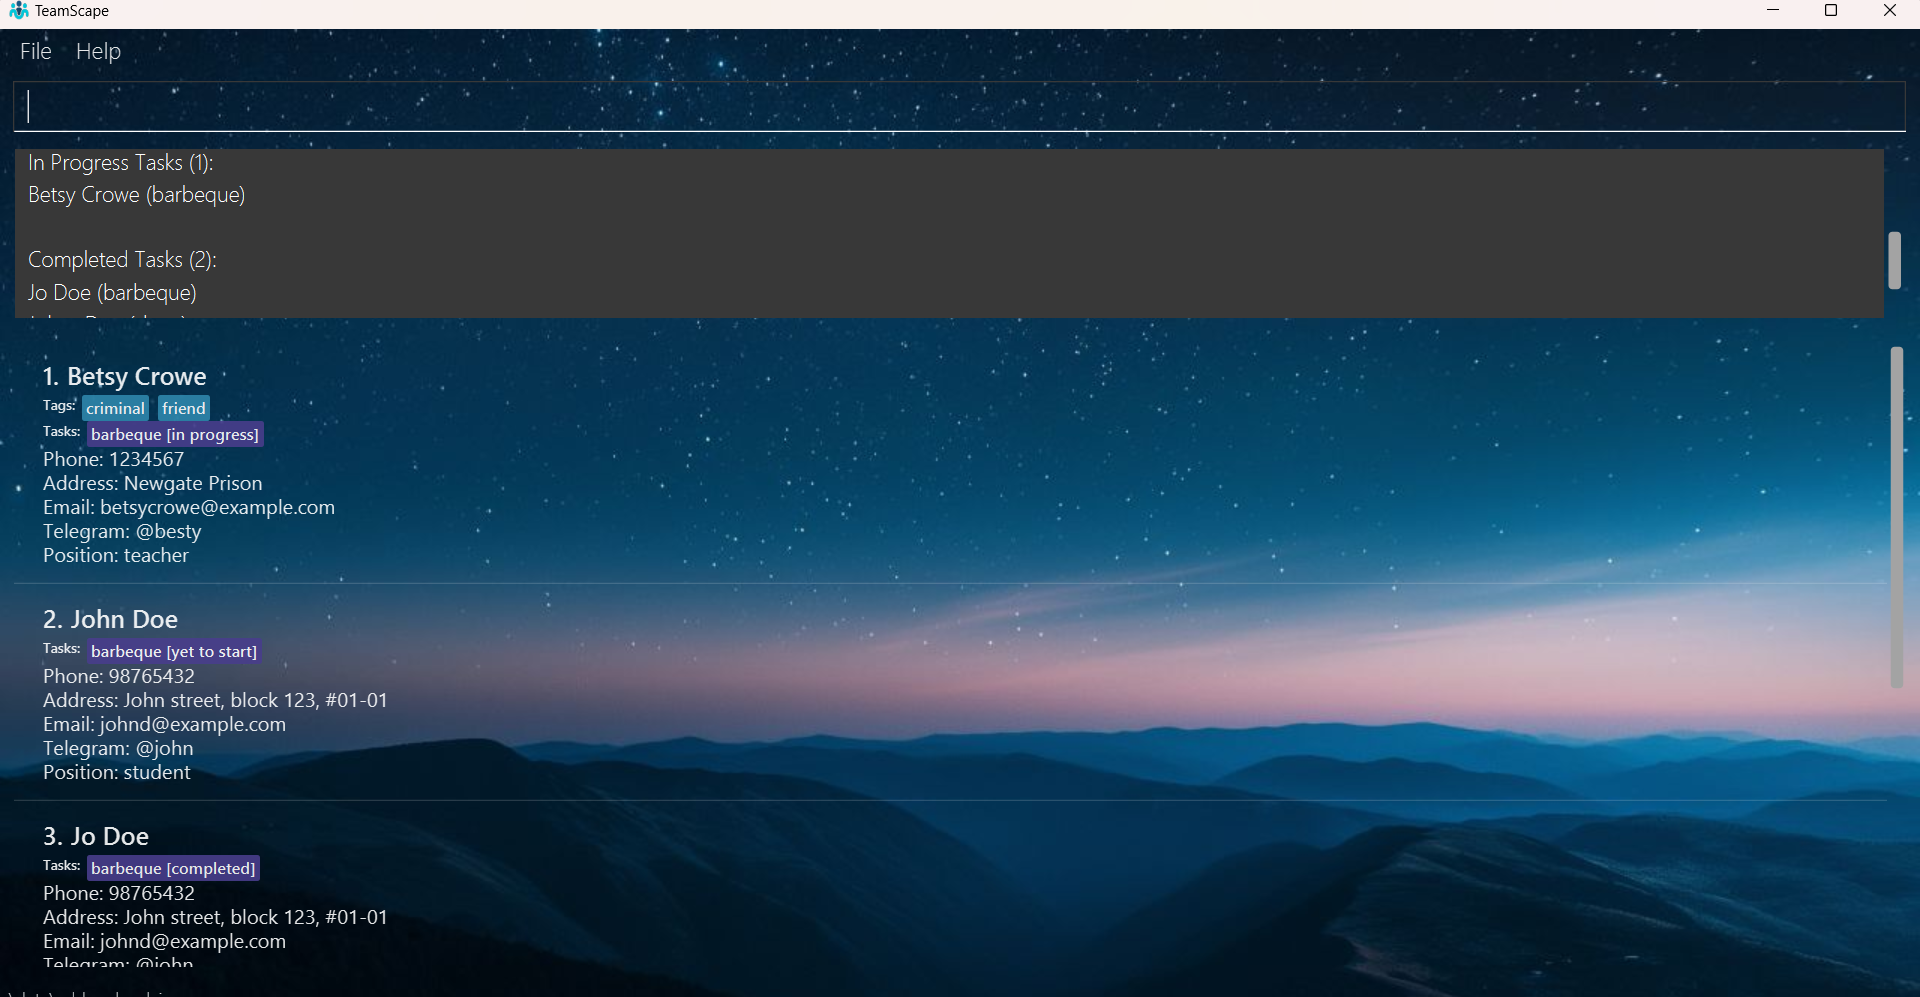 TeamScape
File Help
In Progress Tasks (1):
Betsy Crowe (barbeque)
Completed Tasks (2):
Jo Doe (barbeque)
1. Betsy Crowe
Tags: criminal friend
Tasks: barbeque [in progress]
Phone: 1234567
Address: Newgate Prison
Email: betsycrowe@example.com
Telegram: @besty
Position: teacher
2. John Doe
Tasks: barbeque [yet to start]
Phone: 98765432
Address: John street, block 123, #01-01
Email: johnd@example.com
Telegram: @john
Position: student
3. Jo Doe
Tasks: barbeque [completed]
Phone: 98765432
Address: John street, block 123, #01-01
Email: johnd@example.com
Telegram: @john